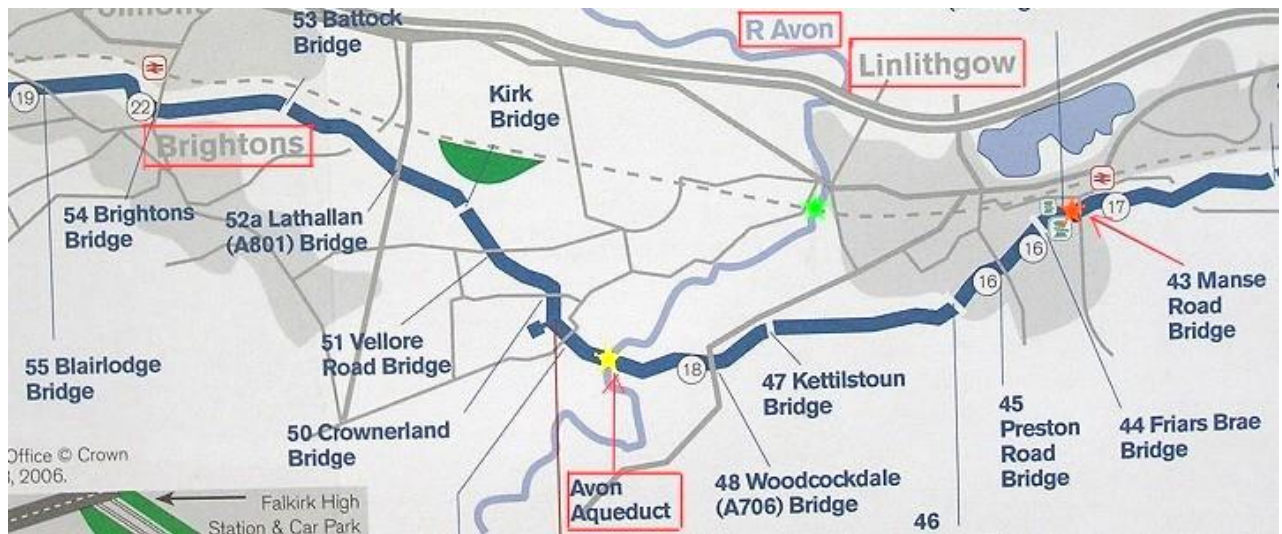 53 Battock
Bridge
R Avon
Linlithgow
19
22
Brightons
Kirk
Bridge
54 Brightons
Bridge
52a Lathallan
(A801) Bridge
17
16
16
43 Manse
Road
Bridge
55 Blairlodge
Bridge
51 Vellore
Road Bridge
18
47 Kettilstoun
Bridge
45
Preston
Road
Bridge
44 Friars Brae
Bridge
50 Crownerland
Bridge
Office © Crown
, 2006.
Avon
Aqueduct
48 Woodcockdale
(A706) Bridge
46
Falkirk High
Station & Car Park